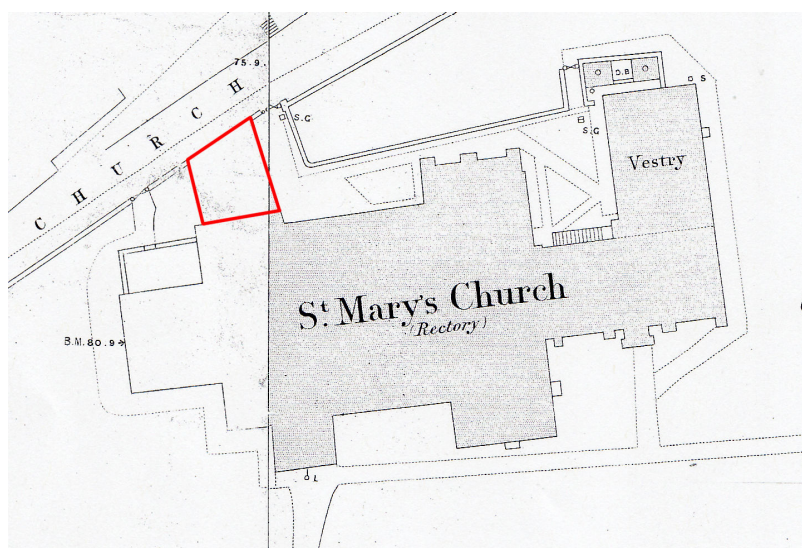 75.9.
CHURCH
S.G
D.B
S
S.G
Vestry
St Mary's Church
(Rectory)
B.M.80.9
L